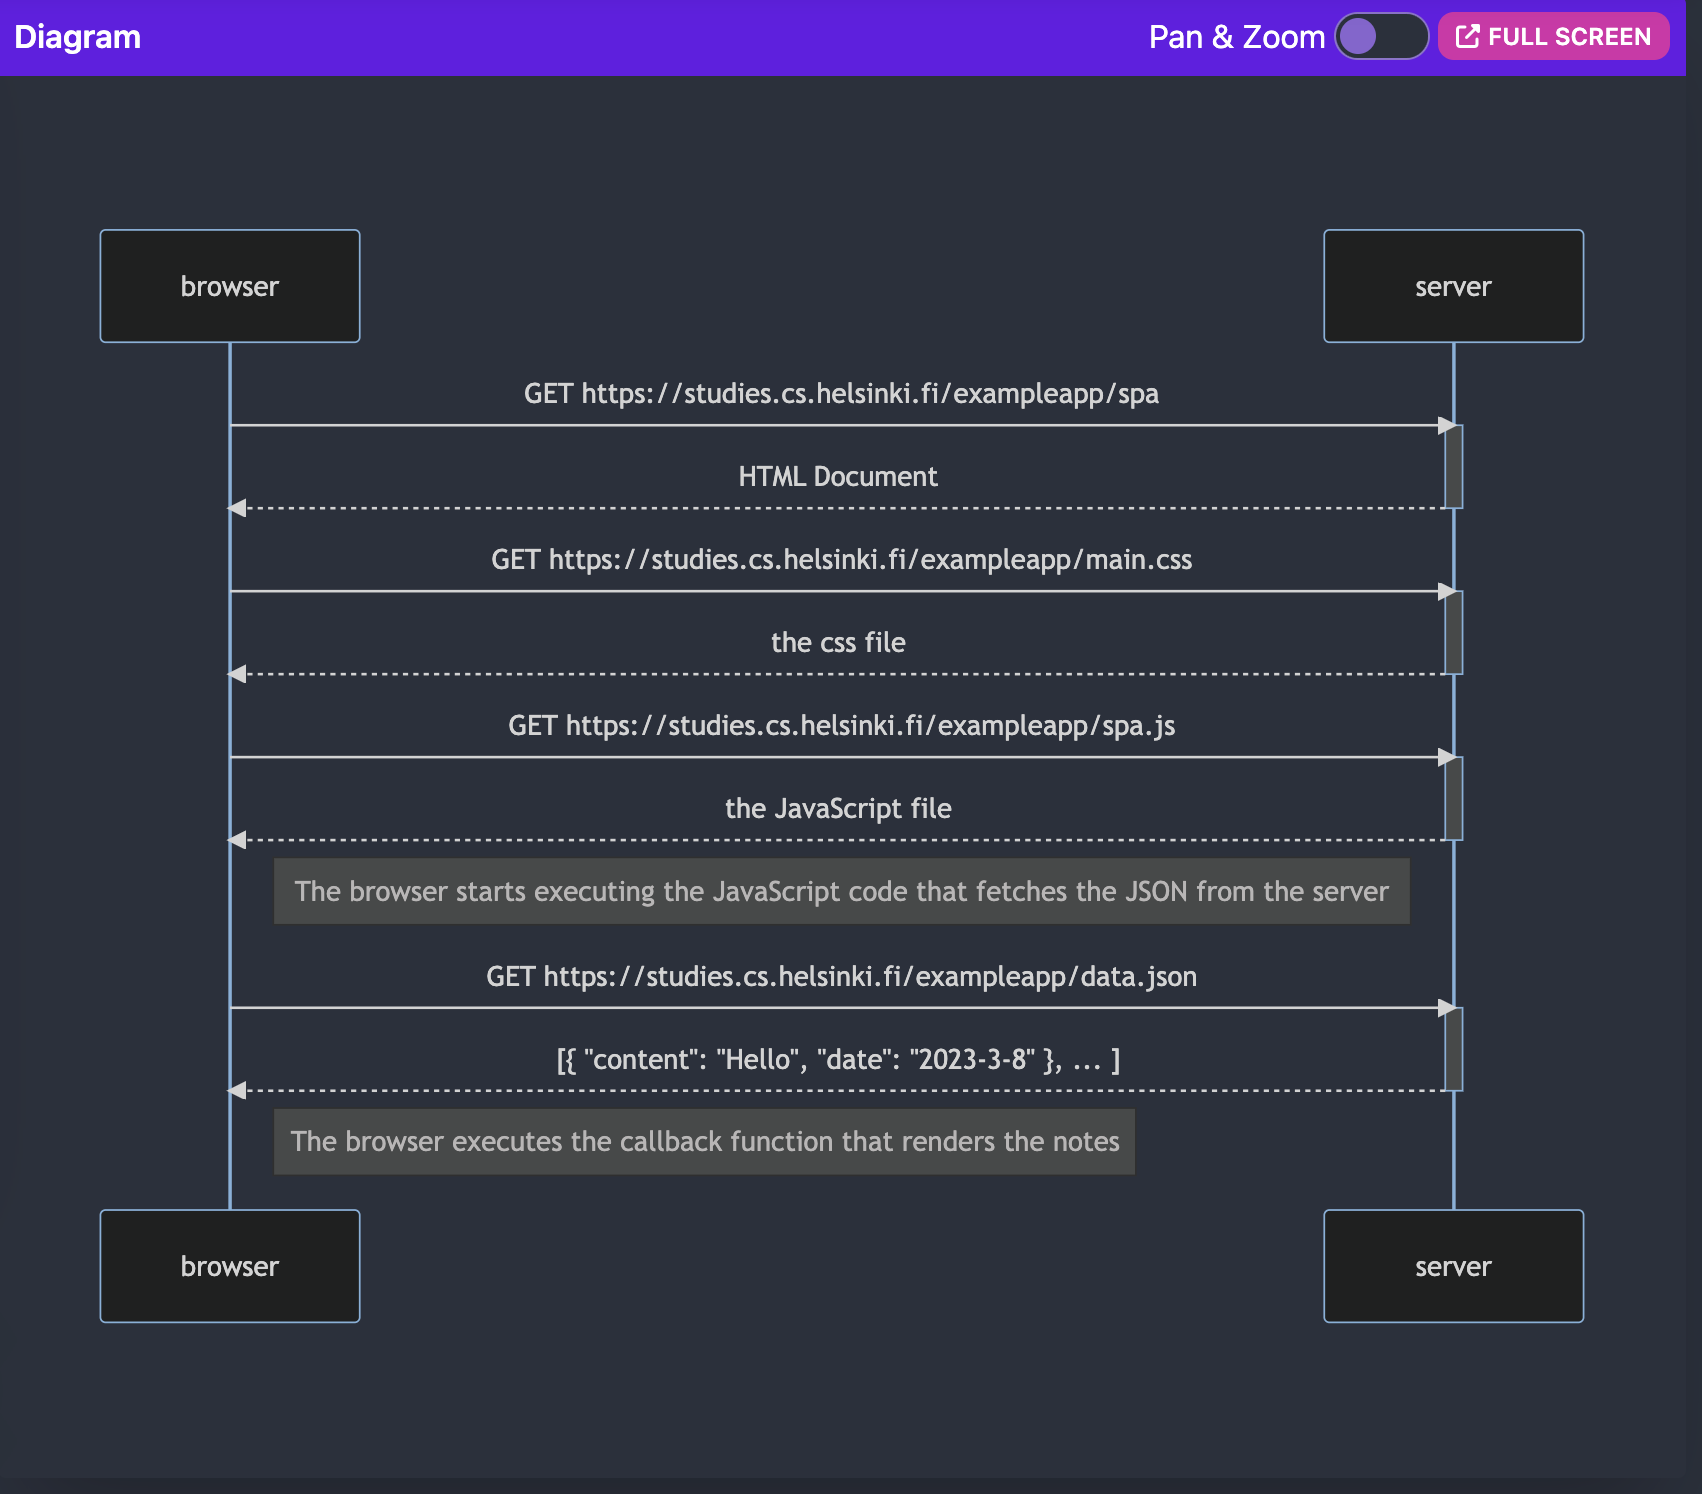 Diagram
Pan & Zoom
FULL SCREEN
browser
server
GET https://studies.cs.helsinki.fi/exampleapp/spa
HTML Document
GET https://studies.cs.helsinki.fi/exampleapp/main.css
the css file
GET https://studies.cs.helsinki.fi/exampleapp/spa.js
the JavaScript file
The browser starts executing the JavaScript code that fetches the JSON from the server
GET https://studies.cs.helsinki.fi/exampleapp/data.json
[{ "content": "Hello", "date": "2023-3-8" }, ... ]
The browser executes the callback function that renders the notes
browser
server